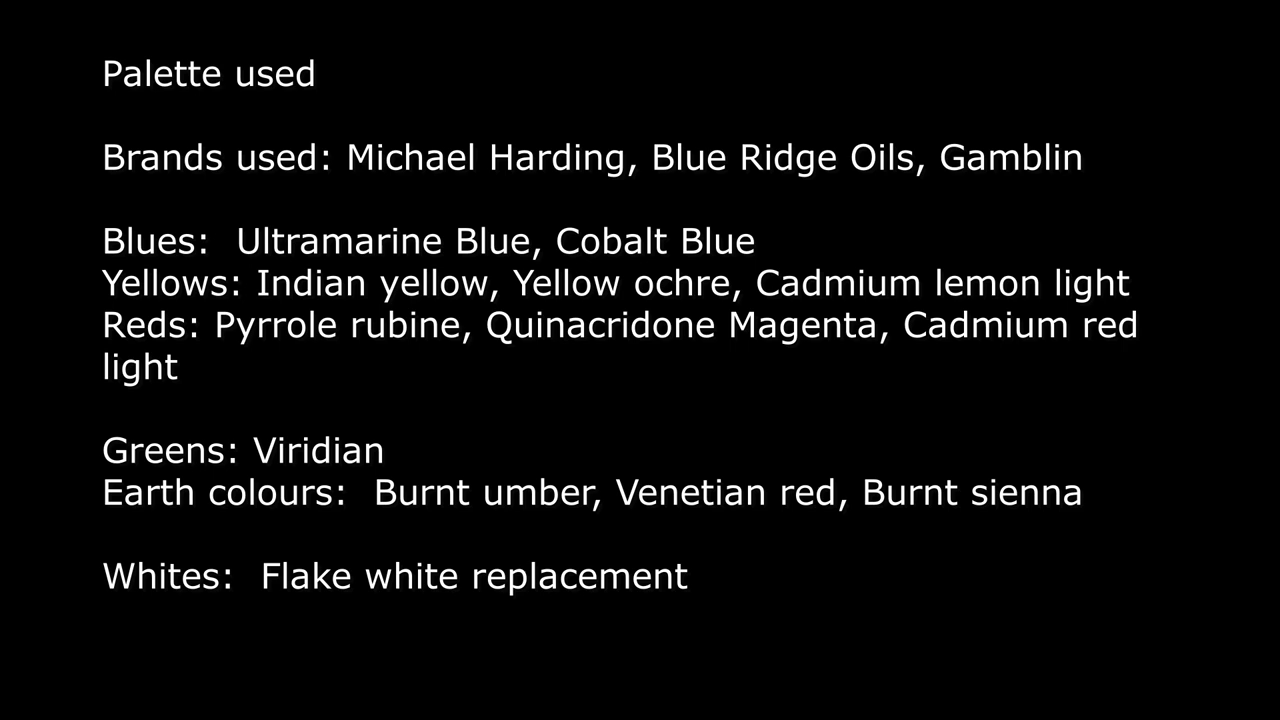 Palette used
Brands used: Michael Harding, Blue Ridge Oils, Gamblin
Blues:  Ultramarine Blue, Cobalt Blue
Yellows: Indian yellow, Yellow ochre, Cadmium lemon light
Reds: Pyrrole rubine, Quinacridone Magenta, Cadmium red
light
Greens: Viridian
Earth colours:  Burnt umber, Venetian red, Burnt sienna
Whites:  Flake white replacement